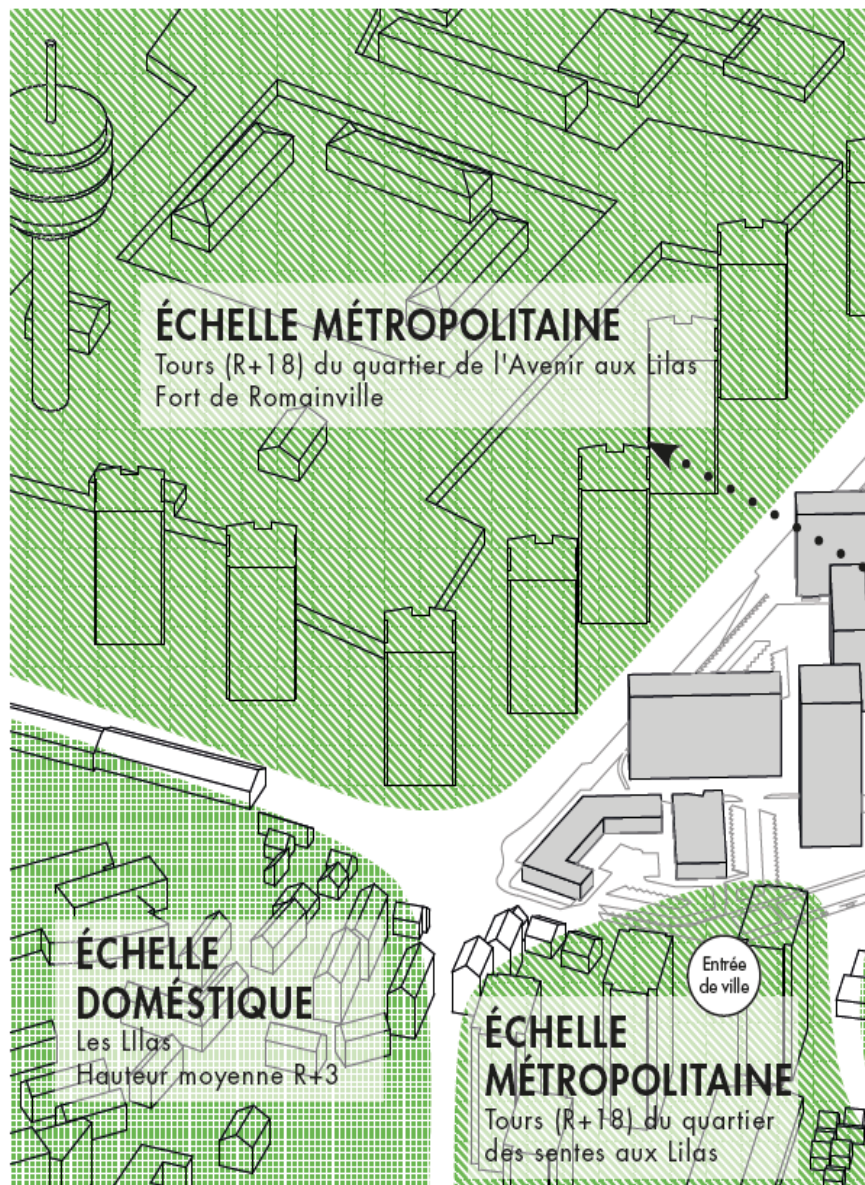 ÉCHELLE MÉTROPOLITAINE
Tours (R+18) du quartier de l'Avenir aux Lilas
Fort de Romainville
Entrée
de ville
ÉCHELLE
DOMÉSTIQUE
Les LIlas
Hauteur moyenne R+3
ÉCHELLE
MÉTROPOLITAINE
Tours (R+18) du quartier
des sentes aux Lilas